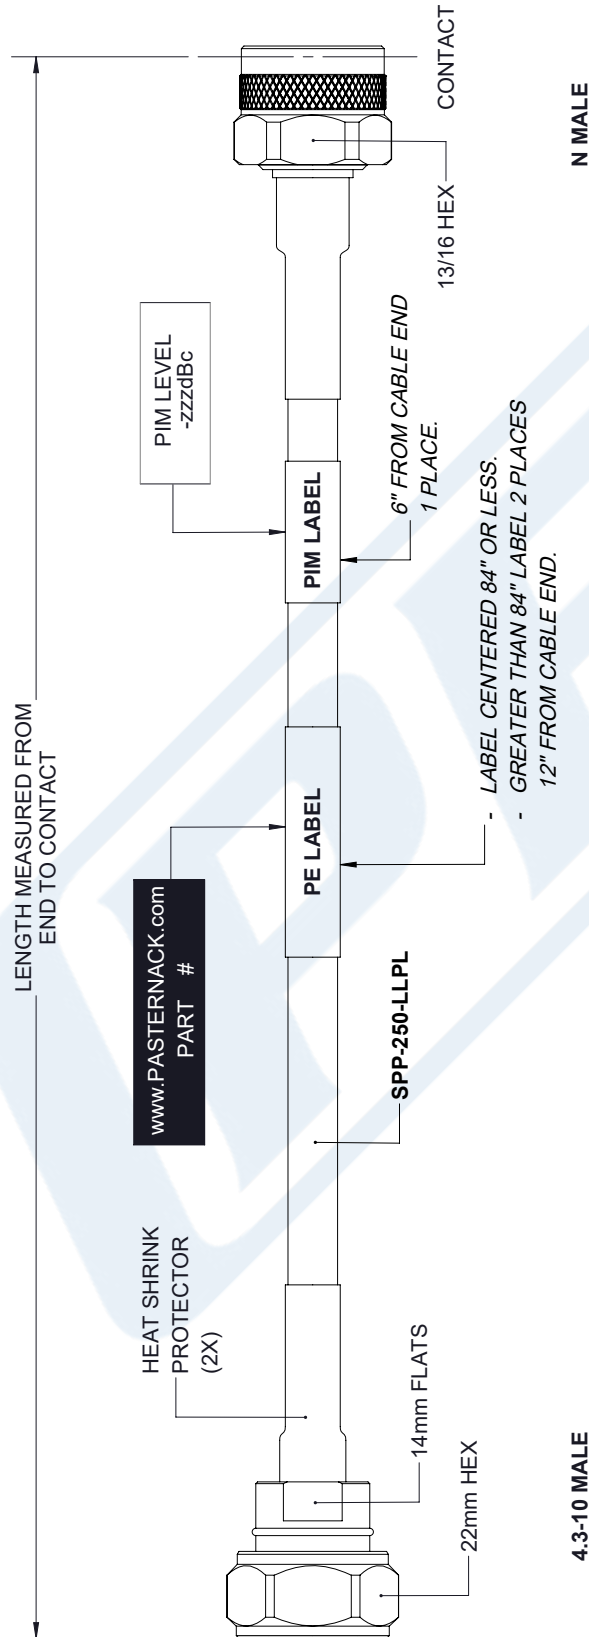 LENGTH MEASURED FROM
END TO CONTACT
HEAT SHRINK
PROTECTOR
(2X)
www.PASTERNACK.com
PART #
PIM LEVEL
-zzzdBc
PE LABEL
PIM LABEL
CONTACT
14mm FLATS
22mm HEX
SPP-250-LLPL
6" FROM CABLE END
1 PLACE.
13/16 HEX
- LABEL CENTERED 84" OR LESS.
- GREATER THAN 84" LABEL 2 PLACES
12" FROM CABLE END.
4.3-10 MALE
N MALE